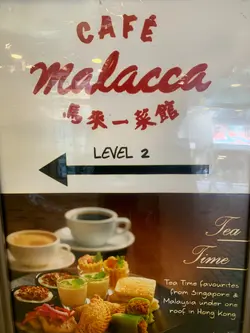 CAFÉ
malacca
馬來一菜館
LEVEL 2
Tea
Time
Tea Time favourites
from Singapore &
Malaysia under one
roof in Hong Kong